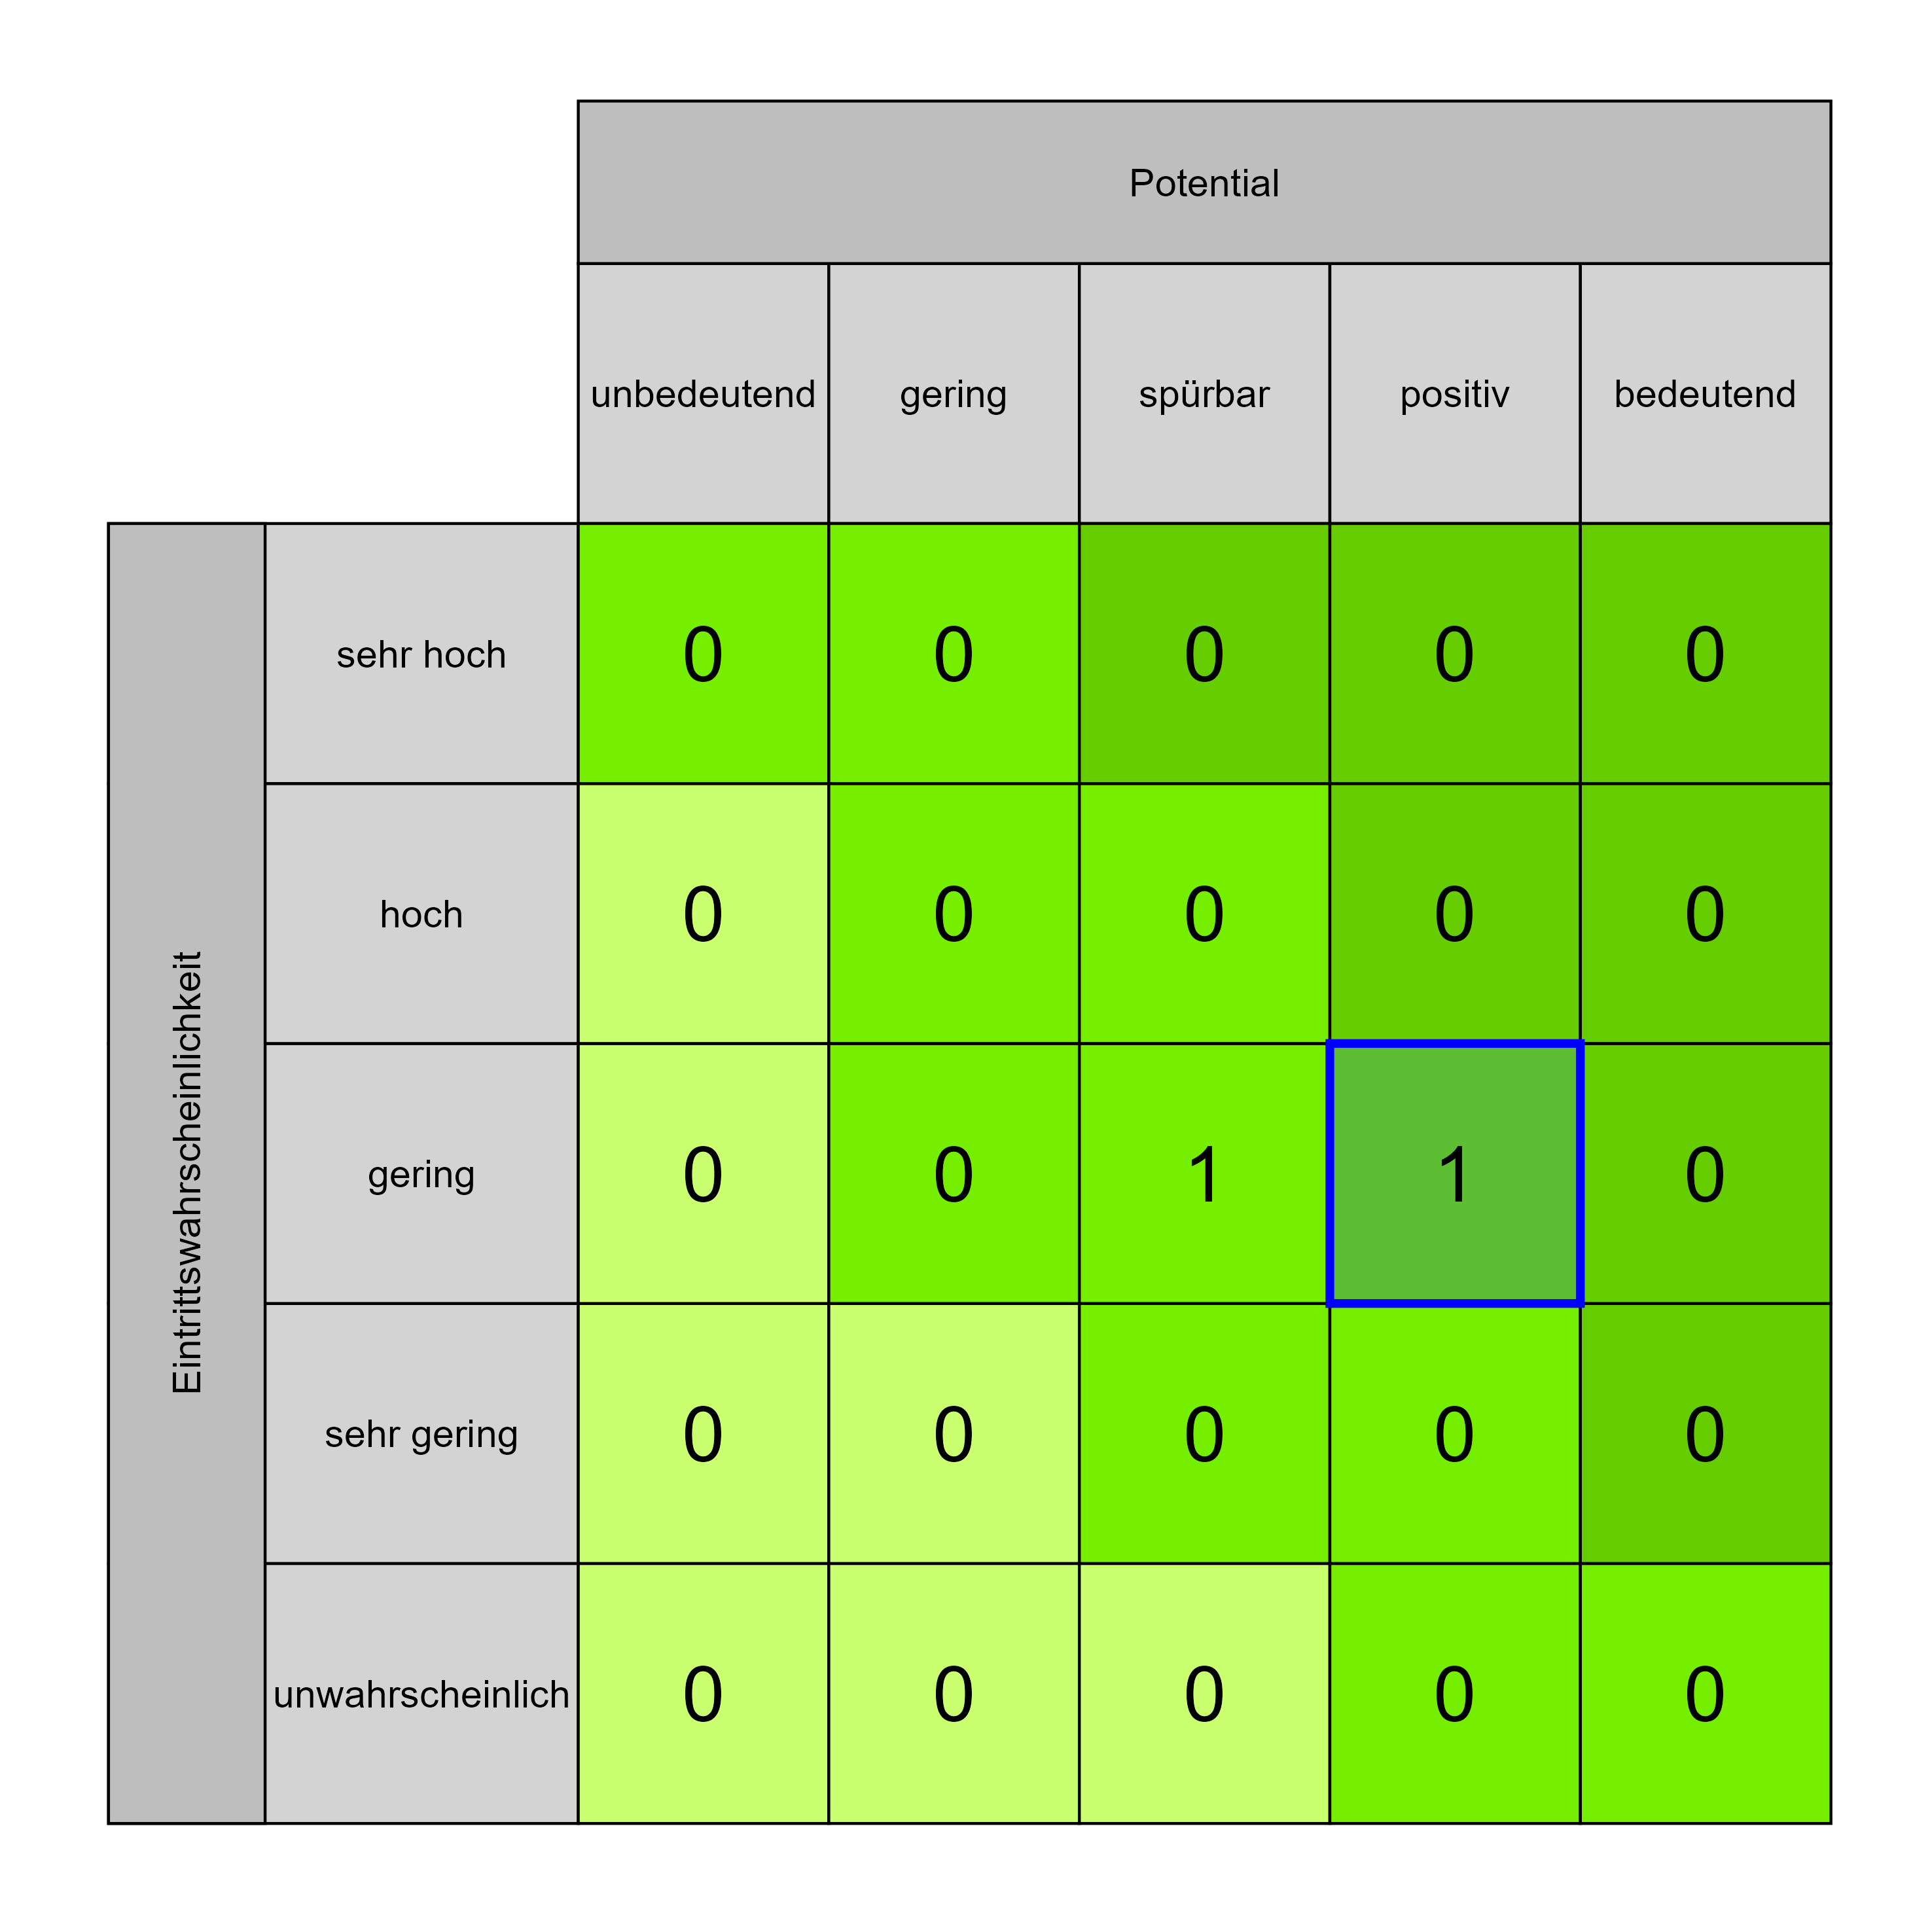 Potential
unbedeutend gering spürbar positiv bedeutend
Eintrittswahrscheinlichkeit
sehr hoch 0 0 0 0 0
hoch 0 0 0 0 0
gering 0 0 1 1 0
sehr gering 0 0 0 0 0
unwahrscheinlich 0 0 0 0 0